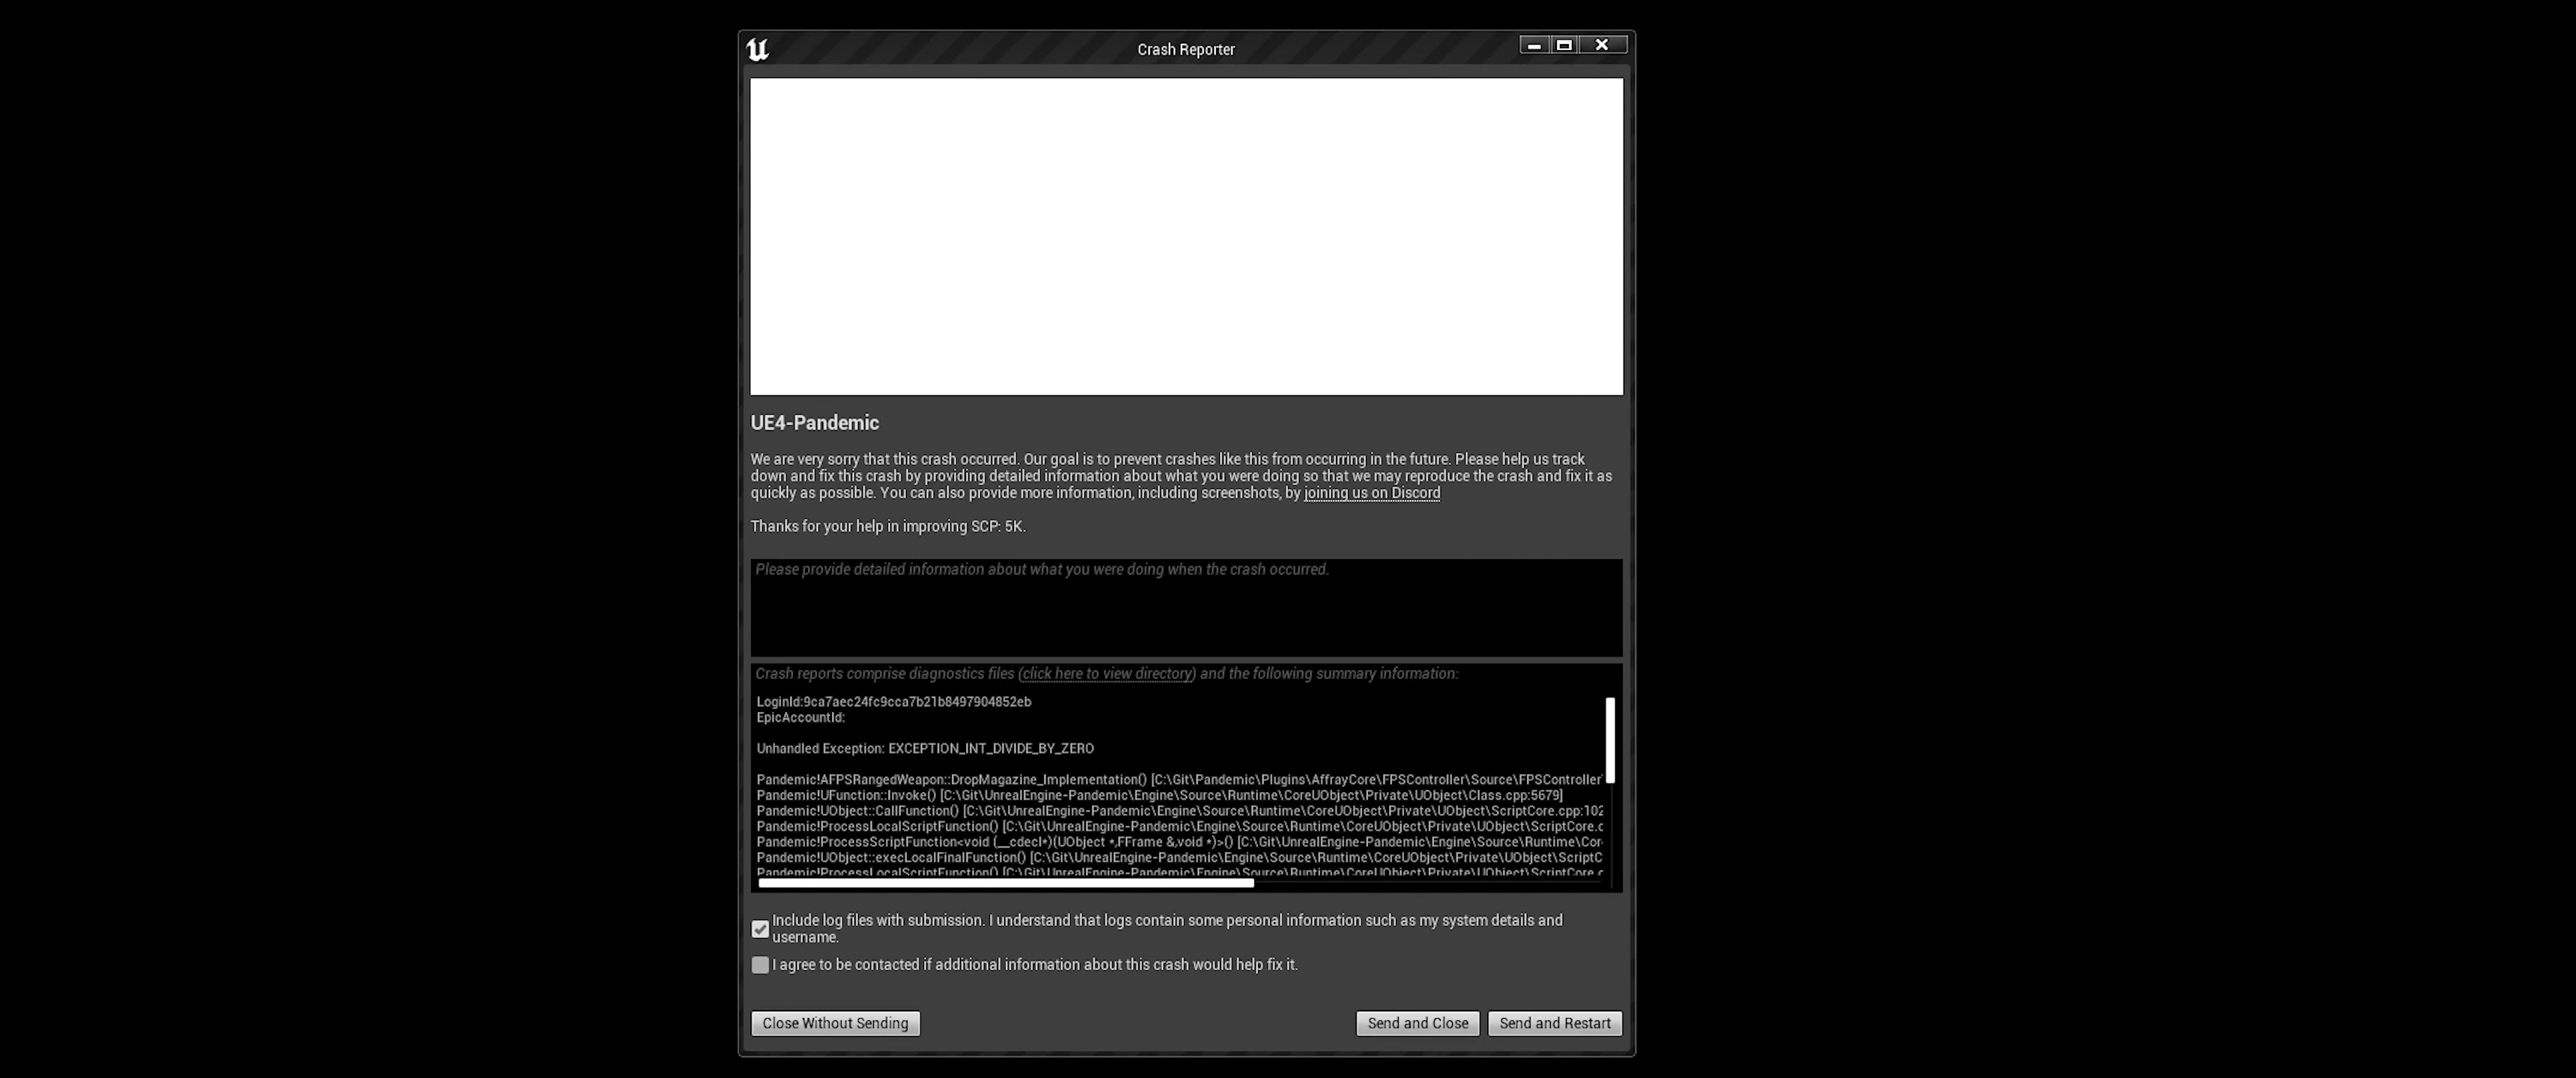 Crash Reporter
UE4-Pandemic
We are very sorry that this crash occurred. Our goal is to prevent crashes like this from occurring in the future. Please help us track
down and fix this crash by providing detailed information about what you were doing so that we may reproduce the crash and fix it as
quickly as possible. You can also provide more information, including screenshots, by joining us on Discord
Thanks for your help in improving SCP: 5K.
Please provide detailed information about what you were doing when the crash occurred.
Crash reports comprise diagnostics files (click here to view directory) and the following summary information:
LoginId:9ca7aec24fc9cca7b21b8497904852eb
EpicAccountId:
Unhandled Exception: EXCEPTION_INT_DIVIDE_BY_ZERO
Pandemic!AFPSRangedWeapon::DropMagazine_Implementation() [C:\Git\Pandemic\Plugins\AffrayCore\FPSController\Source\FPSController\
Pandemic!UFunction::Invoke() [C:\Git\UnrealEngine-Pandemic\Engine\Source\Runtime\CoreUObject\Private\UObject\Class.cpp:5679]
Pandemic!UObject::CallFunction() [C:\Git\UnrealEngine-Pandemic\Engine\Source\Runtime\CoreUObject\Private\UObject\ScriptCore.cpp:102
Pandemic!ProcessLocalScriptFunction() [C:\Git\UnrealEngine-Pandemic\Engine\Source\Runtime\CoreUObject\Private\UObject\ScriptCore.c
Pandemic!ProcessScriptFunction<void (__cdecl*)(UObject *,FFrame &,void *)>() [C:\Git\UnrealEngine-Pandemic\Engine\Source\Runtime\Cor
Pandemic!UObject::execLocalFinalFunction() [C:\Git\UnrealEngine-Pandemic\Engine\Source\Runtime\CoreUObject\Private\UObject\ScriptC
Pandemic!ProcessLocalScriptFunction() [C:\Git\UnrealEngine-Pandemic\Engine\Source\Runtime\CoreUObject\Private\UObject\ScriptCore.c
Include log files with submission. I understand that logs contain some personal information such as my system details and
username.
I agree to be contacted if additional information about this crash would help fix it.
Close Without Sending
Send and Close
Send and Restart